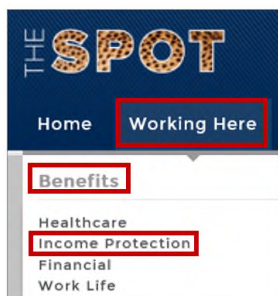 THE SPOT
Home Working Here
Benefits
Healthcare
Income Protection
Financial
Work Life